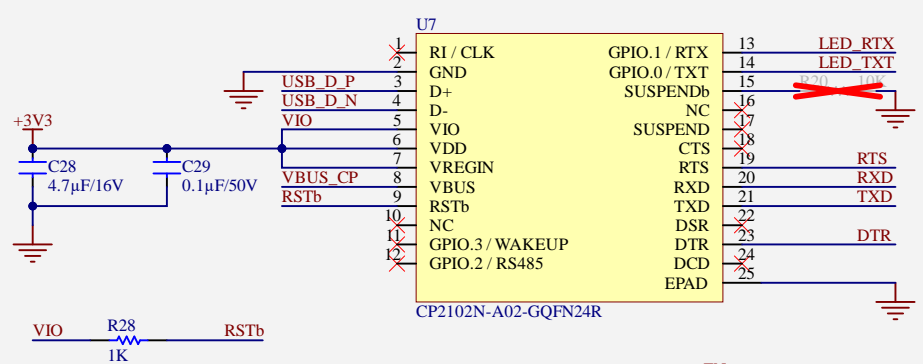 U7
1 RI / CLK GPIO.1 / RTX 13 LED_RTX
2 GND GPIO.0 / TXT 14 LED_TXT
USB_D_P 3 D+ SUSPENDb 15 R20 10K
USB_D_N 4 D- NC 16
+3V3 VIO 5 VIO SUSPEND 17
6 VDD CTS 18
C28 C29 7 VREGIN RTS 19 RTS
4.7µF/16V 0.1µF/50V VBUS_CP 8 VBUS RXD 20 RXD
RSTb 9 RSTb TXD 21 TXD
10 NC DSR 22
11 GPIO.3 / WAKEUP DTR 23 DTR
12 GPIO.2 / RS485 DCD 24
EPAD 25
CP2102N-A02-GQFN24R
VIO R28 RSTb
1K